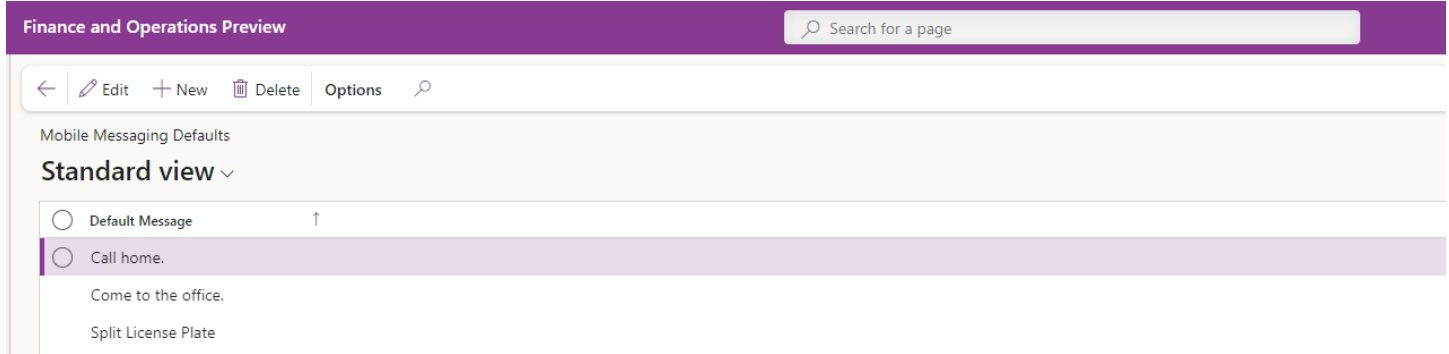 Finance and Operations Preview Search for a page
Edit New Delete Options
Mobile Messaging Defaults
Standard view
Default Message
Call home.
Come to the office.
Split License Plate